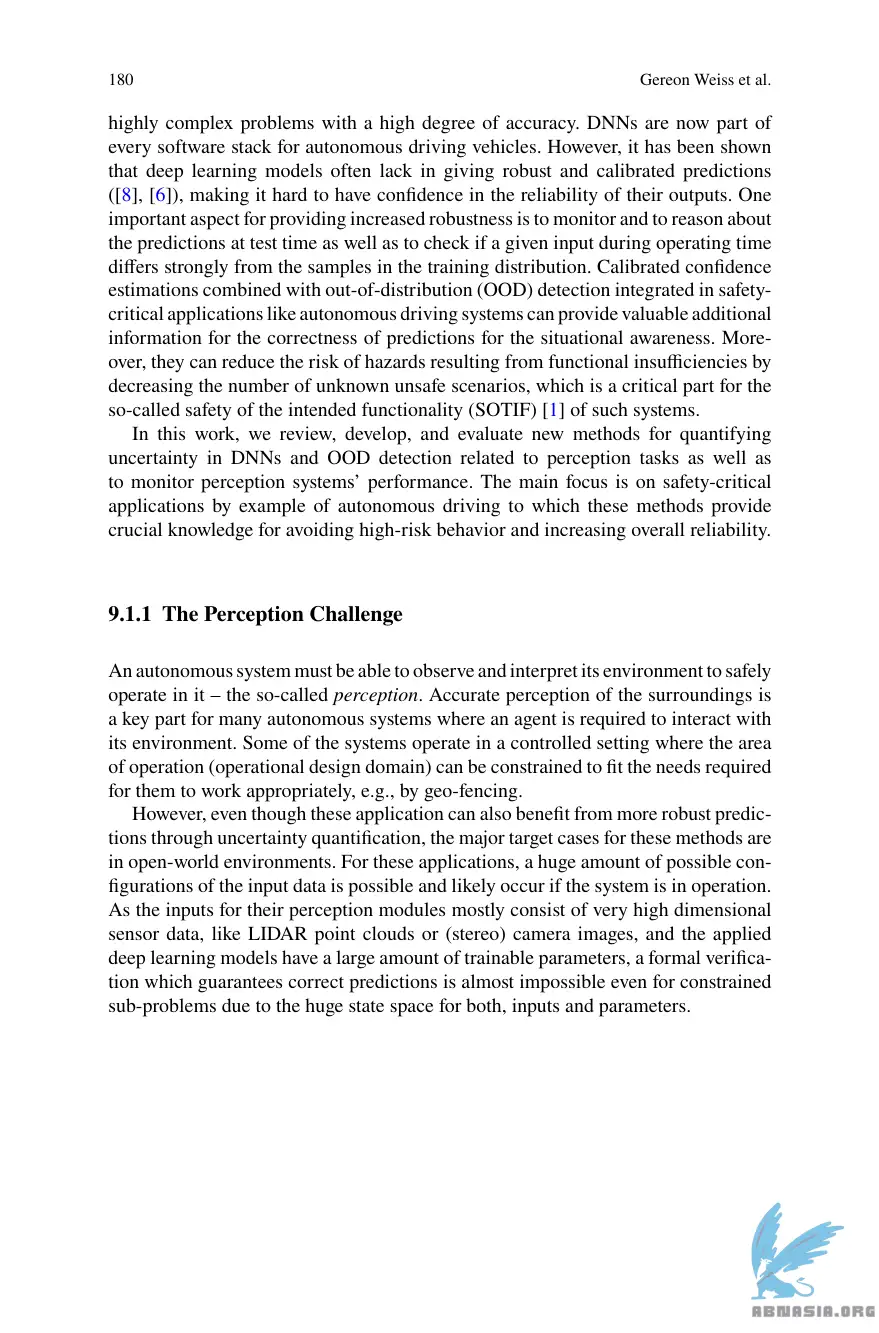 180
Gereon Weiss et al.
highly complex problems with a high degree of accuracy. DNNs are now part of
every software stack for autonomous driving vehicles. However, it has been shown
that deep learning models often lack in giving robust and calibrated predictions
([8], [6]), making it hard to have confidence in the reliability of their outputs. One
important aspect for providing increased robustness is to monitor and to reason about
the predictions at test time as well as to check if a given input during operating time
differs strongly from the samples in the training distribution. Calibrated confidence
estimations combined with out-of-distribution (OOD) detection integrated in safety-
critical applications like autonomous driving systems can provide valuable additional
information for the correctness of predictions for the situational awareness. More-
over, they can reduce the risk of hazards resulting from functional insufficiencies by
decreasing the number of unknown unsafe scenarios, which is a critical part for the
so-called safety of the intended functionality (SOTIF) [1] of such systems.
In this work, we review, develop, and evaluate new methods for quantifying
uncertainty in DNNs and OOD detection related to perception tasks as well as
to monitor perception systems' performance. The main focus is on safety-critical
applications by example of autonomous driving to which these methods provide
crucial knowledge for avoiding high-risk behavior and increasing overall reliability.
9.1.1 The Perception Challenge
An autonomous system must be able to observe and interpret its environment to safely
operate in it – the so-called perception. Accurate perception of the surroundings is
a key part for many autonomous systems where an agent is required to interact with
its environment. Some of the systems operate in a controlled setting where the area
of operation (operational design domain) can be constrained to fit the needs required
for them to work appropriately, e.g., by geo-fencing.
However, even though these application can also benefit from more robust predic-
tions through uncertainty quantification, the major target cases for these methods are
in open-world environments. For these applications, a huge amount of possible con-
figurations of the input data is possible and likely occur if the system is in operation.
As the inputs for their perception modules mostly consist of very high dimensional
sensor data, like LIDAR point clouds or (stereo) camera images, and the applied
deep learning models have a large amount of trainable parameters, a formal verifica-
tion which guarantees correct predictions is almost impossible even for constrained
sub-problems due to the huge state space for both, inputs and parameters.
ABNASIA.ORG